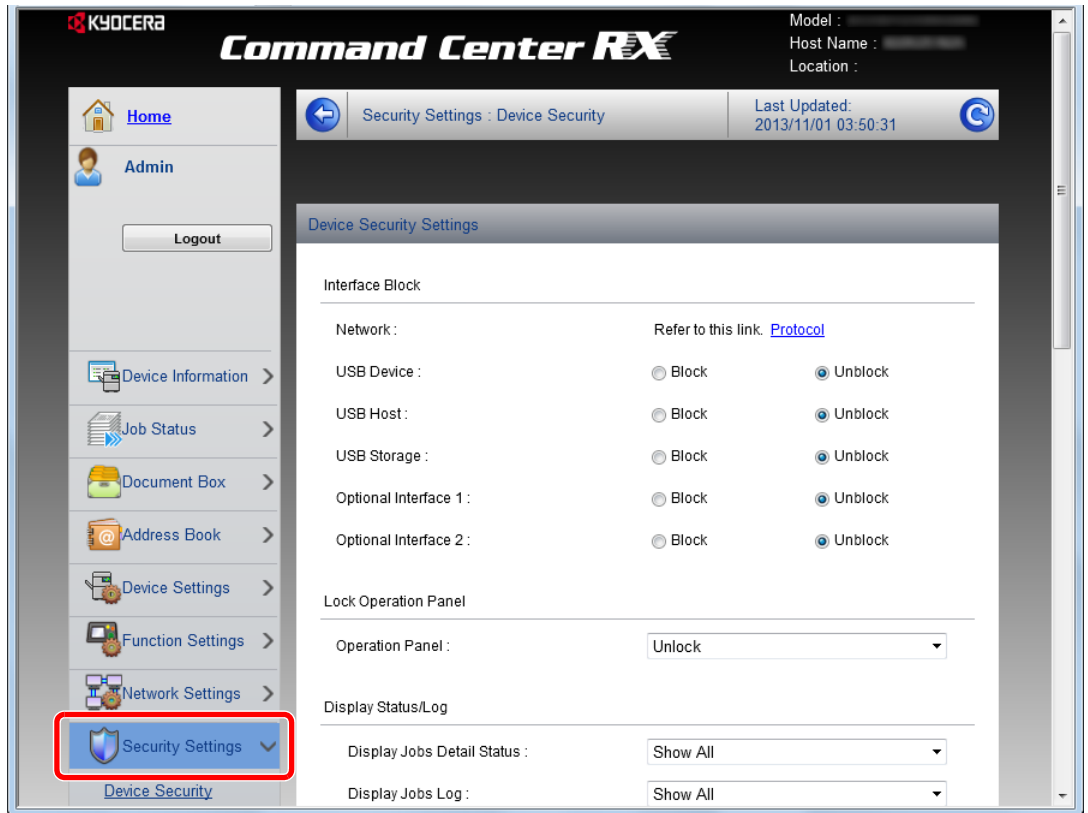 KYOCERA
Command Center RX
Model :
Host Name :
Location :
Home
Admin
Logout
Device Information
Job Status
Document Box
Address Book
Device Settings
Function Settings
Network Settings
Security Settings
Device Security
Security Settings : Device Security
Last Updated:
2013/11/01 03:50:31
Device Security Settings
Interface Block
Network : Refer to this link. Protocol
USB Device : Block Unblock
USB Host : Block Unblock
USB Storage : Block Unblock
Optional Interface 1 : Block Unblock
Optional Interface 2 : Block Unblock
Lock Operation Panel
Operation Panel : Unlock
Display Status/Log
Display Jobs Detail Status : Show All
Display Jobs Log : Show All